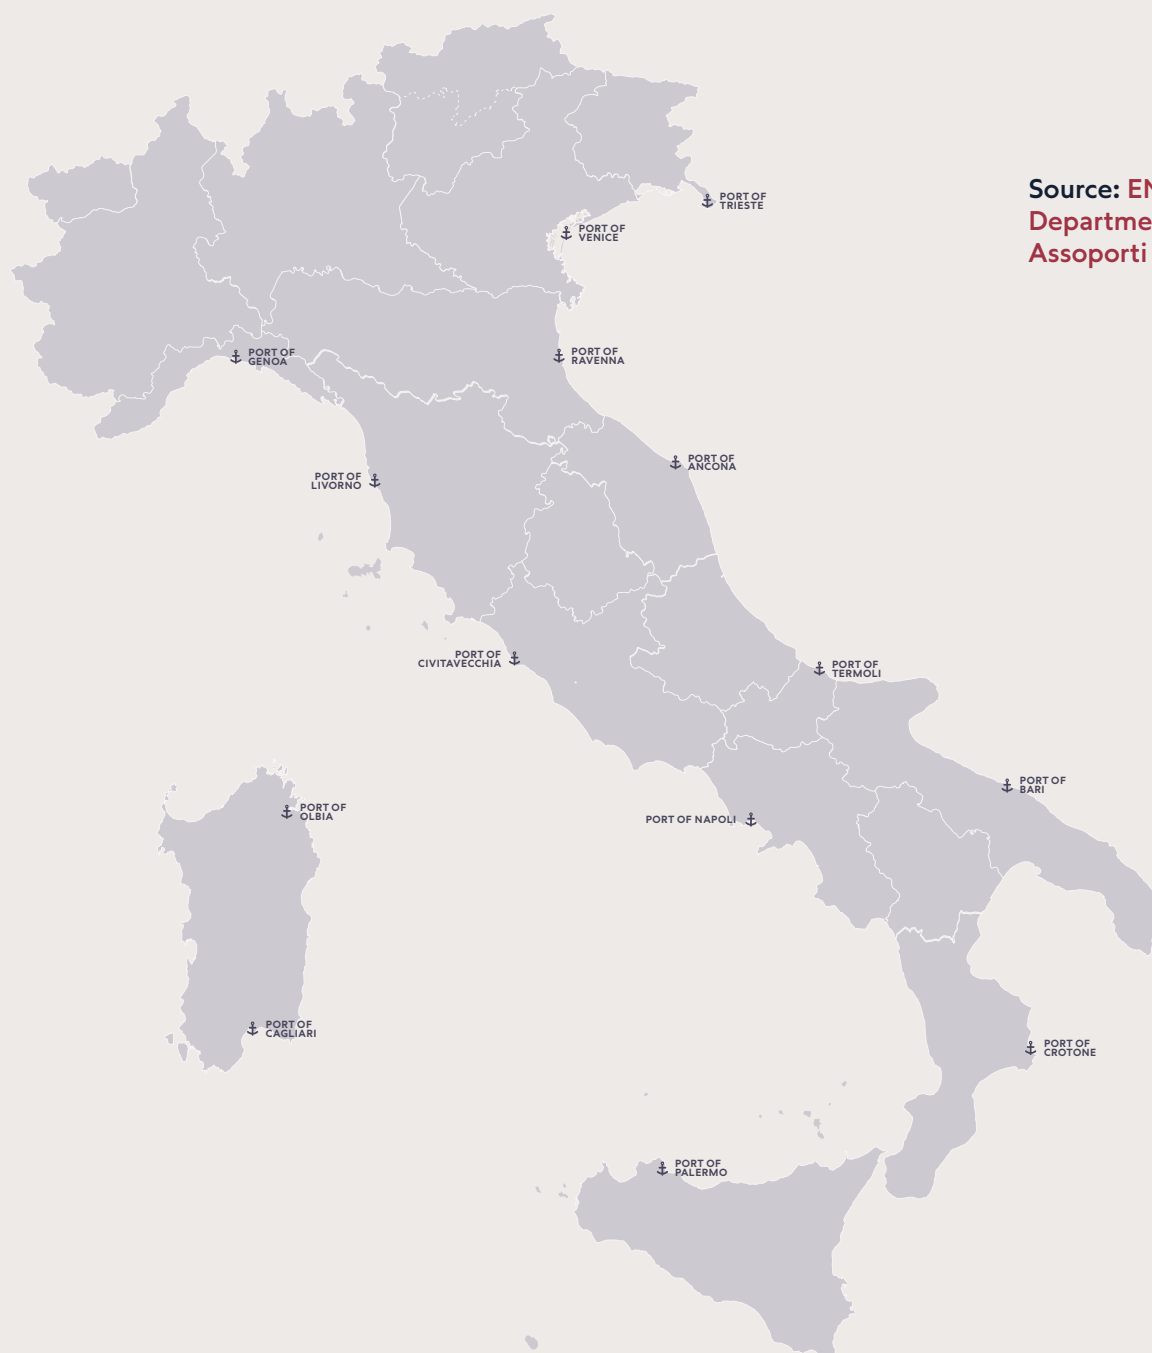 PORT OF
TRIESTE
Source: EN
Departme
Assoporti
PORT OF
VENICE
PORT OF
GENOA
PORT OF
RAVENNA
PORT OF
ANCONA
PORT OF
LIVORNO
PORT OF
CIVITAVECCHIA
PORT OF
TERMOLI
PORT OF
BARI
PORT OF
OLBIA
PORT OF NAPOLI
PORT OF
CAGLIARI
PORT OF
CROTONE
PORT OF
PALERMO